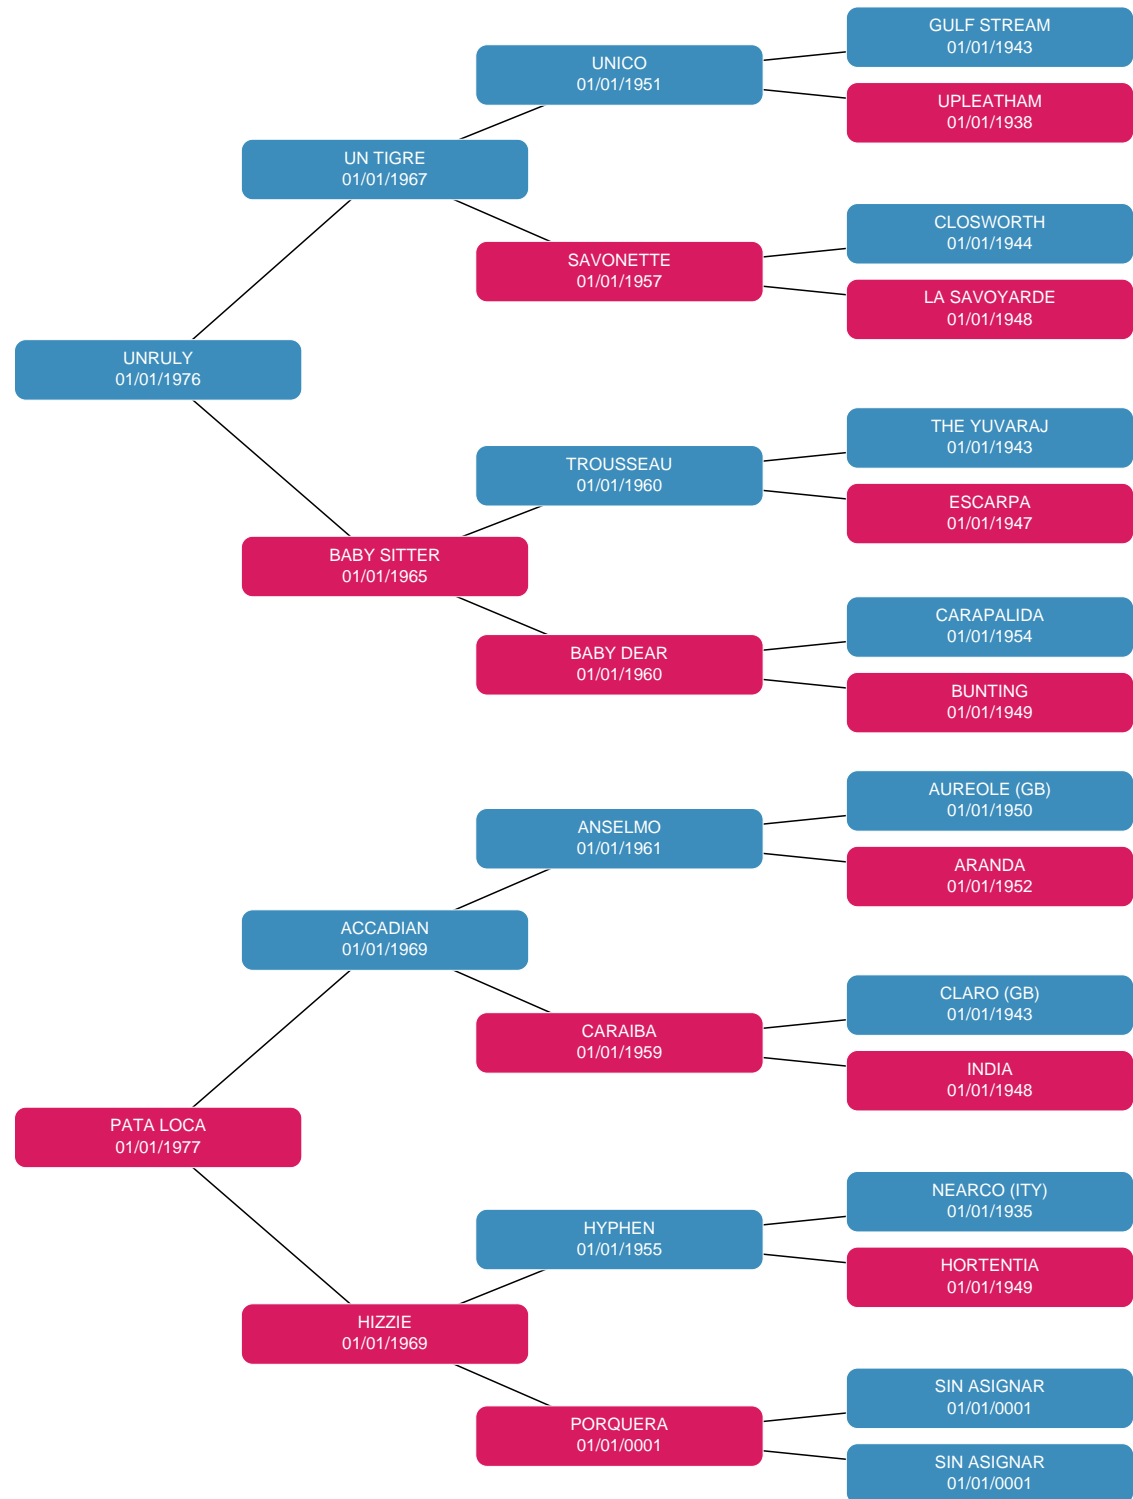 GULF STREAM
01/01/1943
UNICO
01/01/1951
UPLEATHAM
01/01/1938
UN TIGRE
01/01/1967
CLOSWORTH
01/01/1944
SAVONETTE
01/01/1957
LA SAVOYARDE
01/01/1948
UNRULY
01/01/1976
THE YUVARAJ
01/01/1943
TROUSSEAU
01/01/1960
ESCARPA
01/01/1947
BABY SITTER
01/01/1965
CARAPALIDA
01/01/1954
BABY DEAR
01/01/1960
BUNTING
01/01/1949
AUREOLE (GB)
01/01/1950
ANSELMO
01/01/1961
ARANDA
01/01/1952
ACCADIAN
01/01/1969
CLARO (GB)
01/01/1943
CARAIBA
01/01/1959
INDIA
01/01/1948
PATA LOCA
01/01/1977
NEARCO (ITY)
01/01/1935
HYPHEN
01/01/1955
HORTENTIA
01/01/1949
HIZZIE
01/01/1969
SIN ASIGNAR
01/01/0001
PORQUERA
01/01/0001
SIN ASIGNAR
01/01/0001